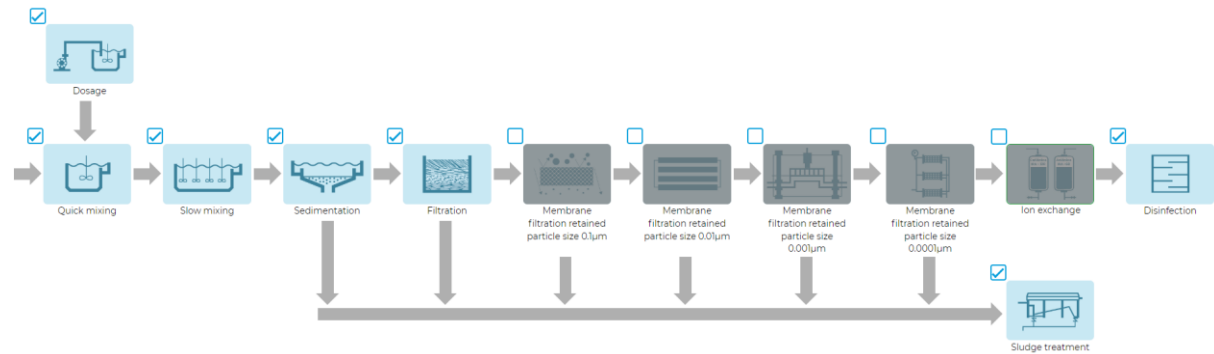 Dosage
Quick mixing
Slow mixing
Sedimentation
Filtration
Membrane
filtration retained
particle size 0.1µm
Membrane
filtration retained
particle size 0.01µm
Membrane
filtration retained
particle size
0.001µm
Membrane
filtration retained
particle size
0.0001µm
Ion exchange
Disinfection
Sludge treatment